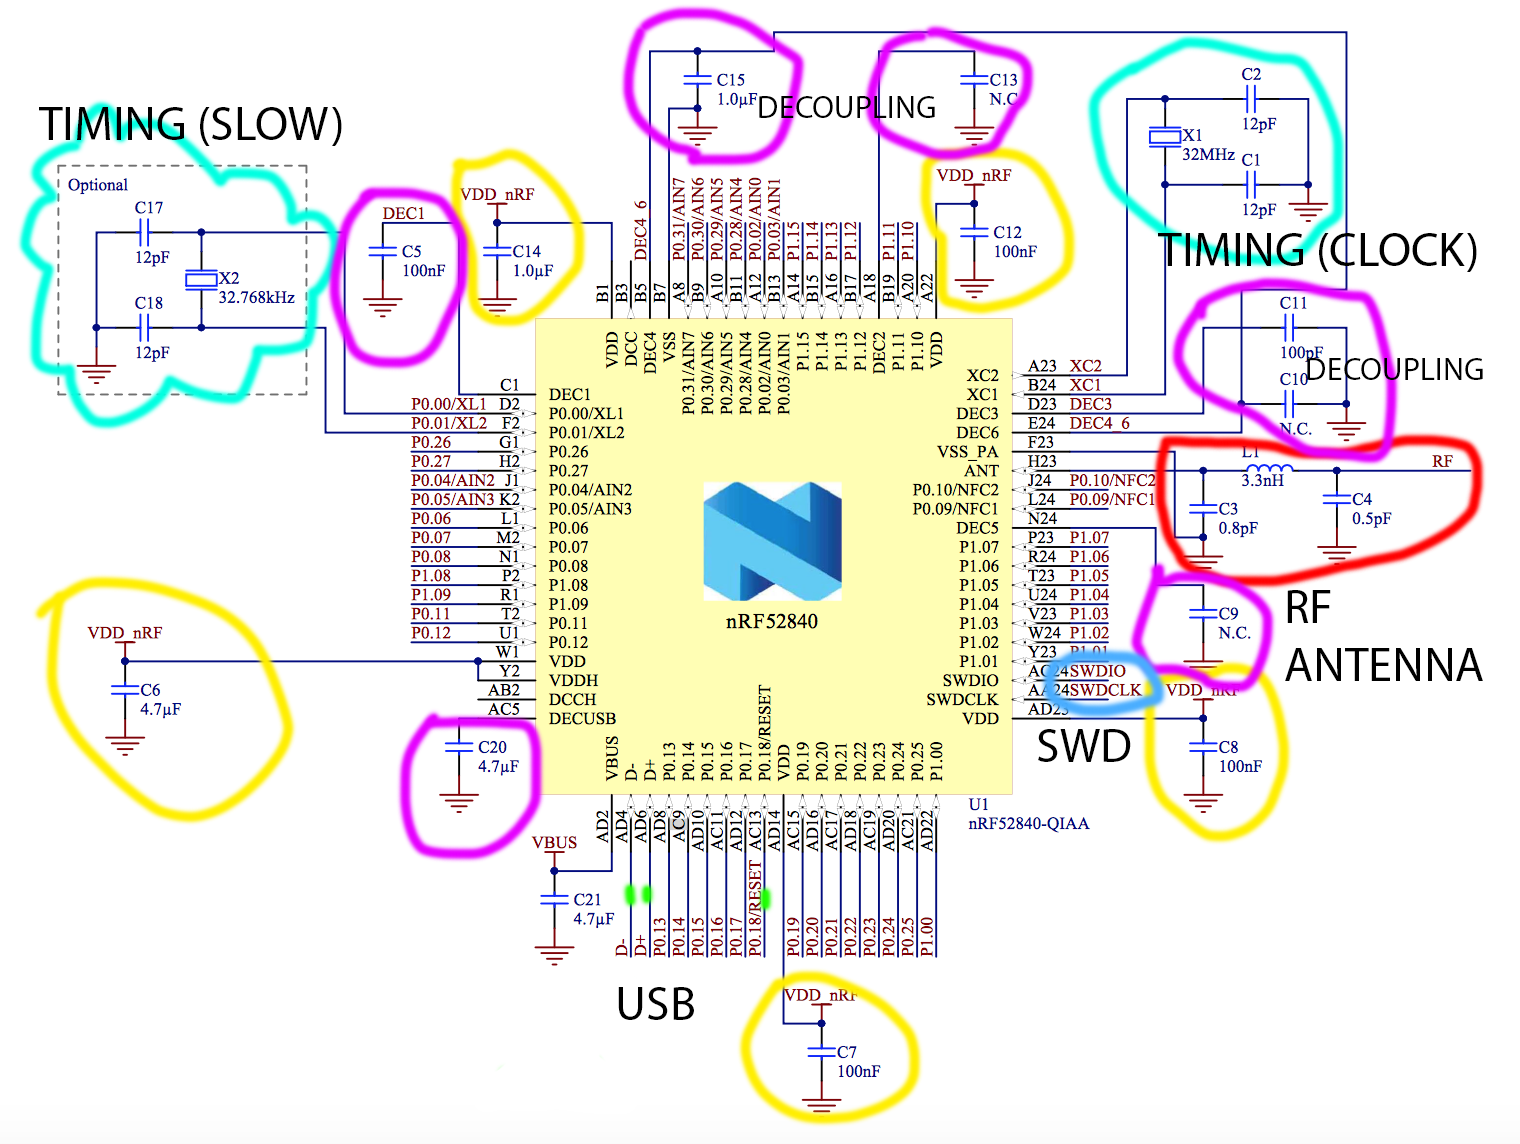 TIMING (SLOW)
Optional
C17
12pF
X2
32.768kHz
C18
12pF
DEC1
C5
100nF
VDD_nRF
C14
1.0µF
C15
1.0µF
DECOUPLING
C13
N.C.
VDD_nRF
C12
100nF
C2
12pF
X1
32MHz
C1
12pF
TIMING (CLOCK)
C11
100pF
DECOUPLING
C10
N.C.
DEC4_6
P0.31/AIN7
P0.30/AIN6
P0.29/AIN5
P0.28/AIN4
P0.02/AIN0
P0.03/AIN1
P1.15
P1.14
P1.13
P1.12
P1.11
P1.10
B1
B3
B5
B7
A8
B9
A10
B11
A12
B13
A14
B15
A16
B17
A18
B19
A20
A22
VDD
DCC
DEC4
VSS
P0.31/AIN7
P0.30/AIN6
P0.29/AIN5
P0.28/AIN4
P0.02/AIN0
P0.03/AIN1
P1.15
P1.14
P1.13
P1.12
DEC2
P1.11
P1.10
VDD
C1 DEC1
P0.00/XL1 D2 P0.00/XL1
P0.01/XL2 F2 P0.01/XL2
P0.26 G1 P0.26
P0.27 H2 P0.27
P0.04/AIN2 J1 P0.04/AIN2
P0.05/AIN3 K2 P0.05/AIN3
P0.06 L1 P0.06
P0.07 M2 P0.07
P0.08 N1 P0.08
P1.08 P2 P1.08
P1.09 R1 P1.09
P0.11 T2 P0.11
P0.12 U1 P0.12
W1 VDD
Y2 VDDH
AB2 DCCH
AC5 DECUSB
nRF52840
XC2 A23 XC2
XC1 B24 XC1
DEC3 D23 DEC3
DEC6 E24 DEC4_6
VSS_PA F23
ANT H23
P0.10/NFC2 J24 P0.10/NFC2
P0.09/NFC1 L24 P0.09/NFC1
DEC5 N24
P1.07 P23 P1.07
P1.06 R24 P1.06
P1.05 T23 P1.05
P1.04 U24 P1.04
P1.03 V23 P1.03
P1.02 W24 P1.02
P1.01 Y23 P1.01
SWDIO AC24 SWDIO
SWDCLK AA24 SWDCLK
VDD AD23
L1
3.3nH
RF
C3
0.8pF
C4
0.5pF
RF
ANTENNA
C9
N.C.
VDD_nRF
C8
100nF
SWD
VDD_nRF
C6
4.7µF
C20
4.7µF
VBUS
D-
D+
P0.13
P0.14
P0.15
P0.16
P0.17
P0.18/RESET
VDD
P0.19
P0.20
P0.21
P0.22
P0.23
P0.24
P0.25
P1.00
U1
nRF52840-QIAA
AD2
AD4
AD6
AD8
AC9
AD10
AC11
AD12
AC13
AD14
AC15
AD16
AC17
AD18
AC19
AD20
AC21
AD22
VBUS
C21
4.7µF
D-
D+
P0.13
P0.14
P0.15
P0.16
P0.17
P0.18/RESET
P0.19
P0.20
P0.21
P0.22
P0.23
P0.24
P0.25
P1.00
USB
VDD_nRF
C7
100nF